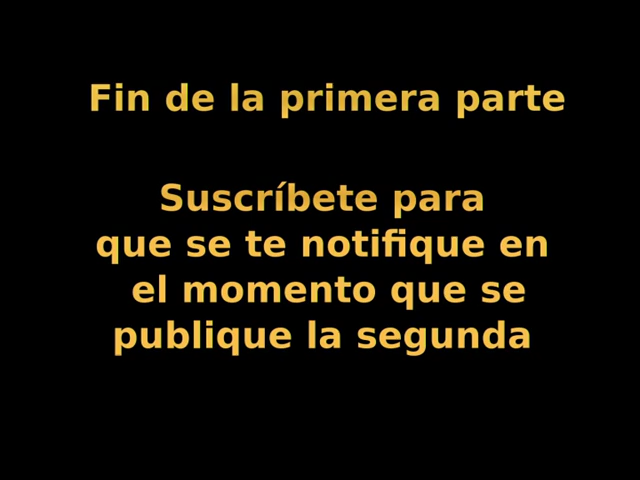 Fin de la primera parte
Suscríbete para
que se te notifique en
el momento que se
publique la segunda